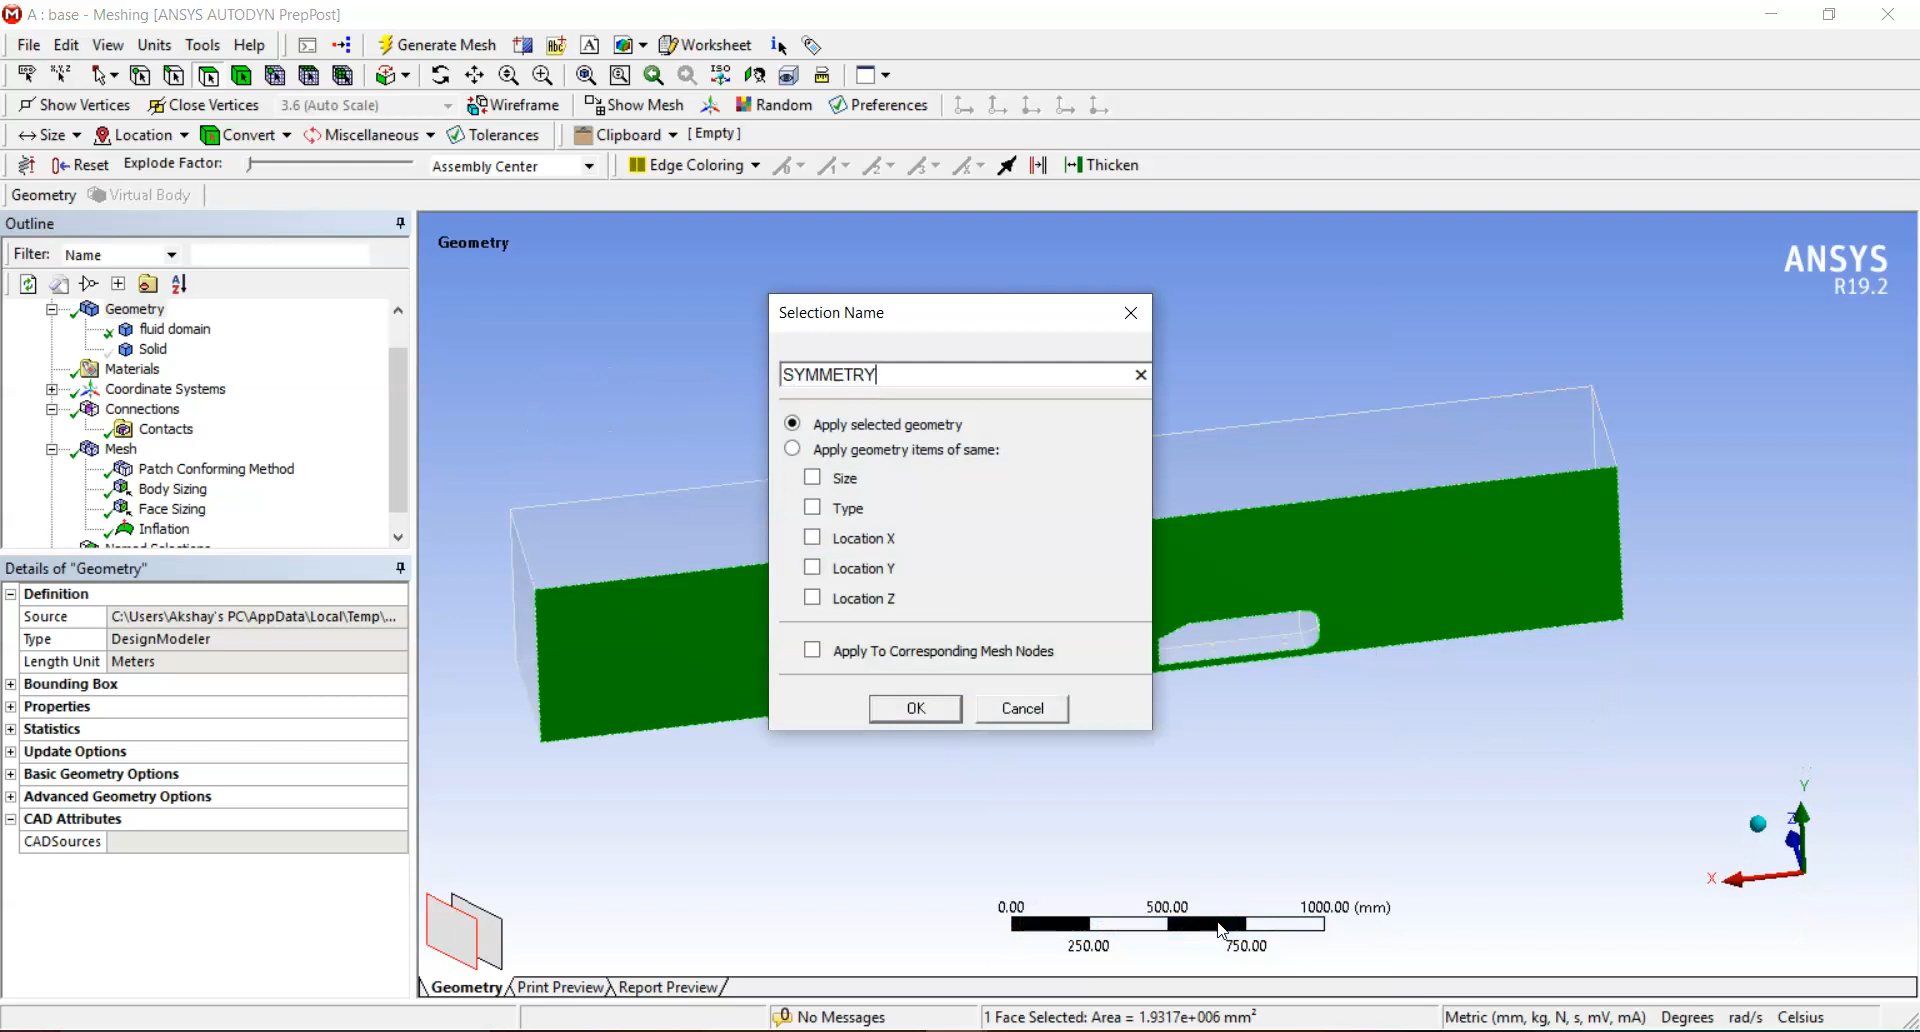 A : base - Meshing [ANSYS AUTODYN PrepPost]
File Edit View Units Tools Help Generate Mesh Worksheet
ISO
Show Vertices Close Vertices 3.6 (Auto Scale) Wireframe Show Mesh Random Preferences
Size Location Convert Miscellaneous Tolerances Clipboard [ Empty ]
Reset Explode Factor: Assembly Center Edge Coloring Thicken
Geometry Virtual Body
Outline
Filter: Name
Geometry
fluid domain
Solid
Materials
Coordinate Systems
Connections
Contacts
Mesh
Patch Conforming Method
Body Sizing
Face Sizing
Inflation
Details of "Geometry"
Definition
Source C:\Users\Akshay's PC\AppData\Local\Temp\...
Type DesignModeler
Length Unit Meters
Bounding Box
Properties
Statistics
Update Options
Basic Geometry Options
Advanced Geometry Options
CAD Attributes
CADSources
Geometry
ANSYS
R19.2
Selection Name
SYMMETRY
Apply selected geometry
Apply geometry items of same:
Size
Type
Location X
Location Y
Location Z
Apply To Corresponding Mesh Nodes
OK Cancel
Y
Z
X
0.00 500.00 1000.00 (mm)
250.00 750.00
Geometry Print Preview Report Preview
0 No Messages 1 Face Selected: Area = 1.9317e+006 mm² Metric (mm, kg, N, s, mV, mA) Degrees rad/s Celsius